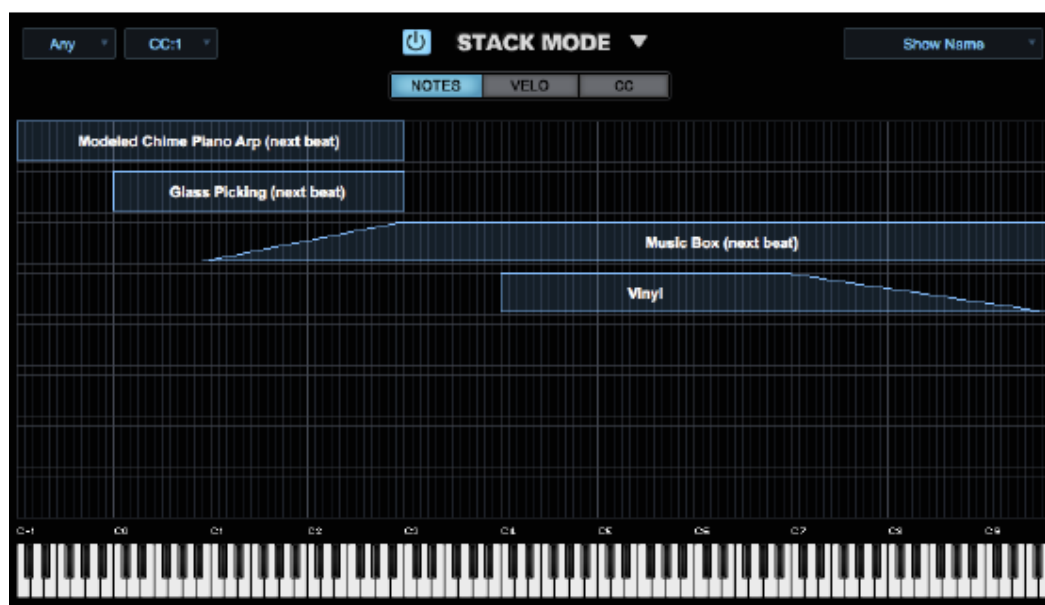 Any CC:1 STACK MODE Show Name
NOTES VELO CC
Modeled Chime Piano Arp (next beat)
Glass Picking (next beat)
Music Box (next beat)
Vinyl
C-1 C0 C1 C2 C3 C4 C5 C6 C7 C8 C9